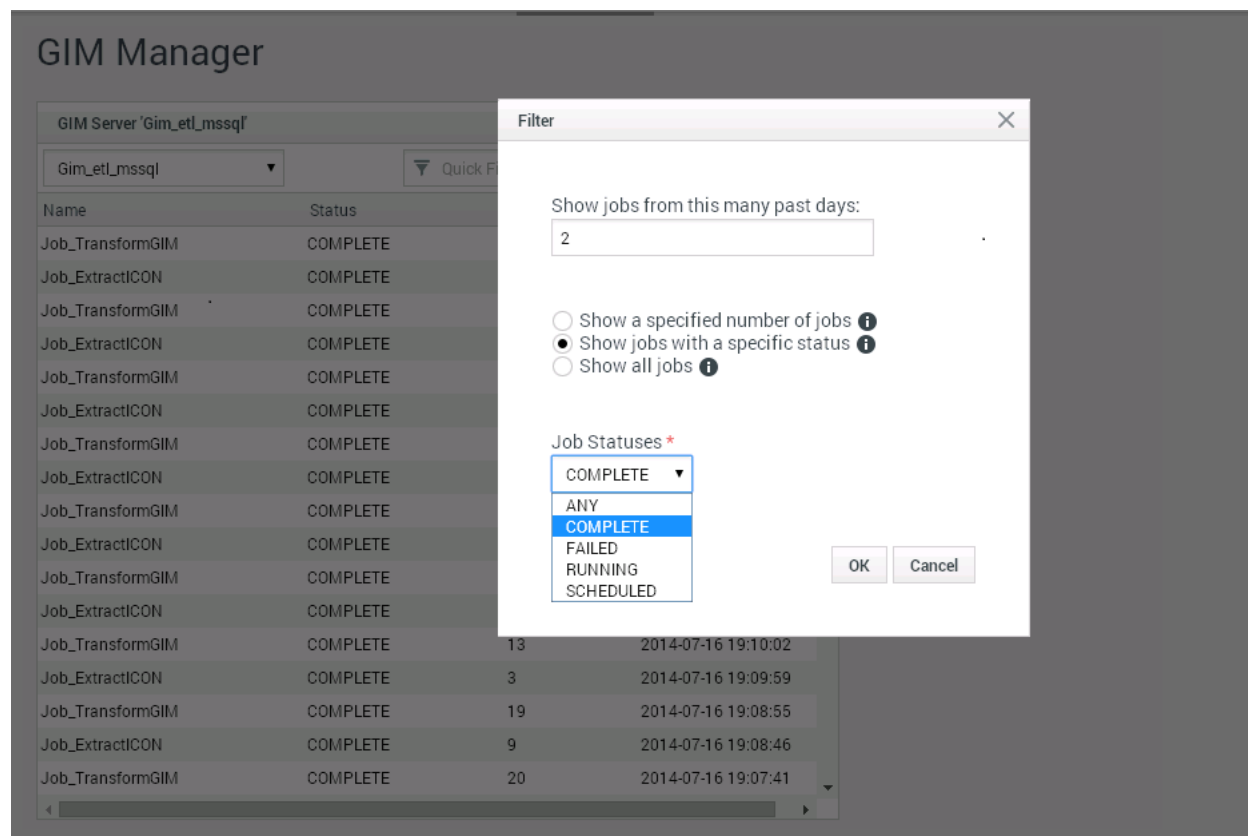 GIM Manager
GIM Server 'Gim_etl_mssql'
Gim_etl_mssql
Quick Fi
Name Status
Job_TransformGIM COMPLETE
Job_ExtractICON COMPLETE
Job_TransformGIM COMPLETE
Job_ExtractICON COMPLETE
Job_TransformGIM COMPLETE
Job_ExtractICON COMPLETE
Job_TransformGIM COMPLETE
Job_ExtractICON COMPLETE
Job_TransformGIM COMPLETE
Job_ExtractICON COMPLETE
Job_TransformGIM COMPLETE
Job_ExtractICON COMPLETE
Job_TransformGIM COMPLETE 13 2014-07-16 19:10:02
Job_ExtractICON COMPLETE 3 2014-07-16 19:09:59
Job_TransformGIM COMPLETE 19 2014-07-16 19:08:55
Job_ExtractICON COMPLETE 9 2014-07-16 19:08:46
Job_TransformGIM COMPLETE 20 2014-07-16 19:07:41
Filter
Show jobs from this many past days:
2
Show a specified number of jobs
Show jobs with a specific status
Show all jobs
Job Statuses *
COMPLETE
ANY
COMPLETE
FAILED
RUNNING
SCHEDULED
OK Cancel